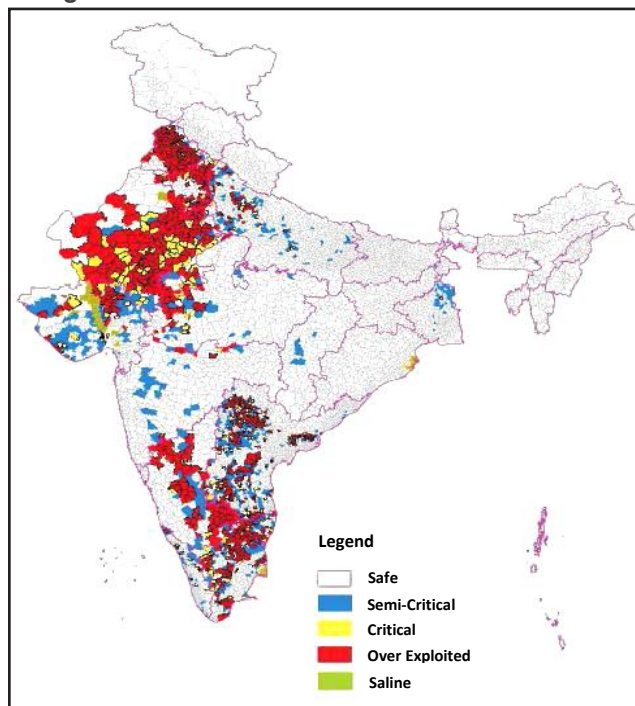 Legend
Safe
Semi-Critical
Critical
Over Exploited
Saline